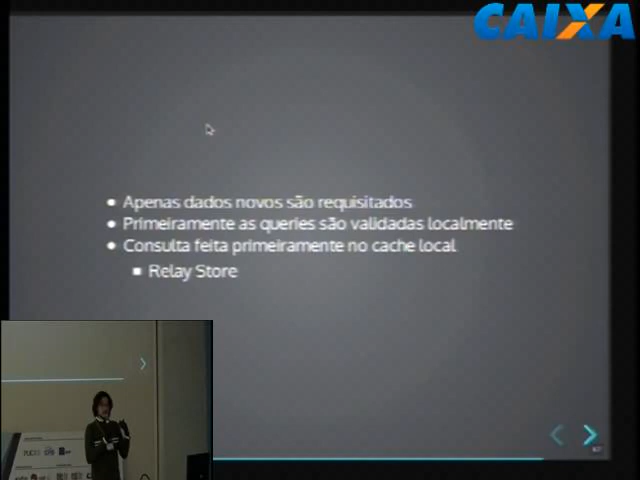 CAIXA
Apenas dados novos são requisitados
Primeiramente as queries são validadas localmente
Consulta feita primeiramente no cache local
Relay Store